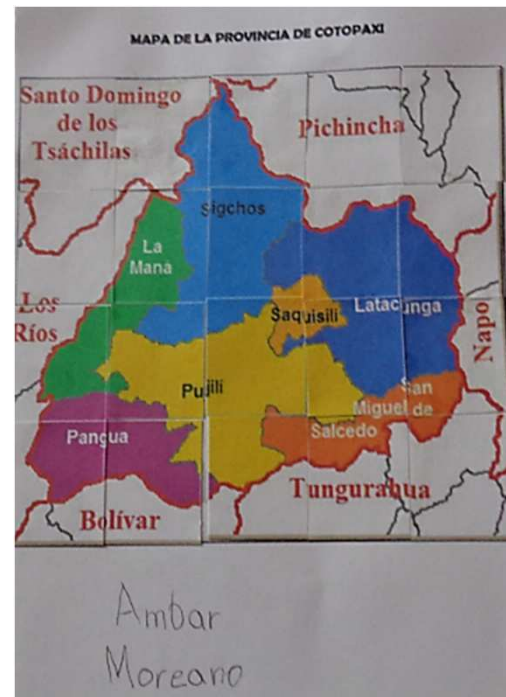 MAPA DE LA PROVINCIA DE COTOPAXI
Santo Domingo
de los
Tsáchilas
Pichincha
Sigchos
La
Maná
Los
Ríos
Saquisilí
Latacunga
Napo
Pujilí
San
Miguel de
Salcedo
Pangua
Tungurahua
Bolívar
Ambar
Moreano